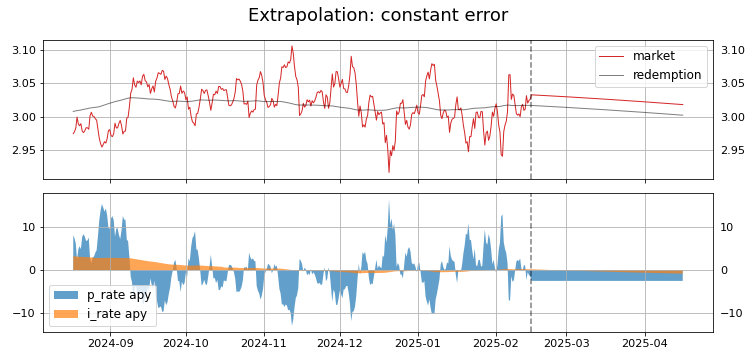 Extrapolation: constant error
3.10
3.05
3.00
2.95
market
redemption
3.10
3.05
3.00
2.95
10
0
−10
p_rate apy
i_rate apy
10
0
−10
2024-09 2024-10 2024-11 2024-12 2025-01 2025-02 2025-03 2025-04